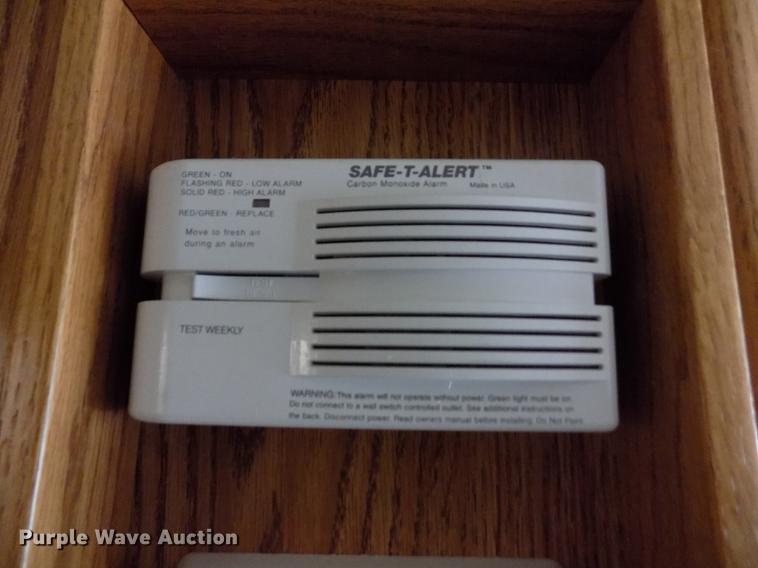 SAFE-T-ALERT™
Carbon Monoxide Alarm Made in USA
GREEN - ON
FLASHING RED - LOW ALARM
SOLID RED - HIGH ALARM
RED/GREEN - REPLACE
Move to fresh air
during an alarm
TEST
TEST WEEKLY
WARNING: This alarm will not operate without power. Green light must be on.
Do not connect to a wall switch controlled outlet. See additional instructions on
the back. Disconnect power. Read owners manual before installing. Do Not Paint
Purple Wave Auction